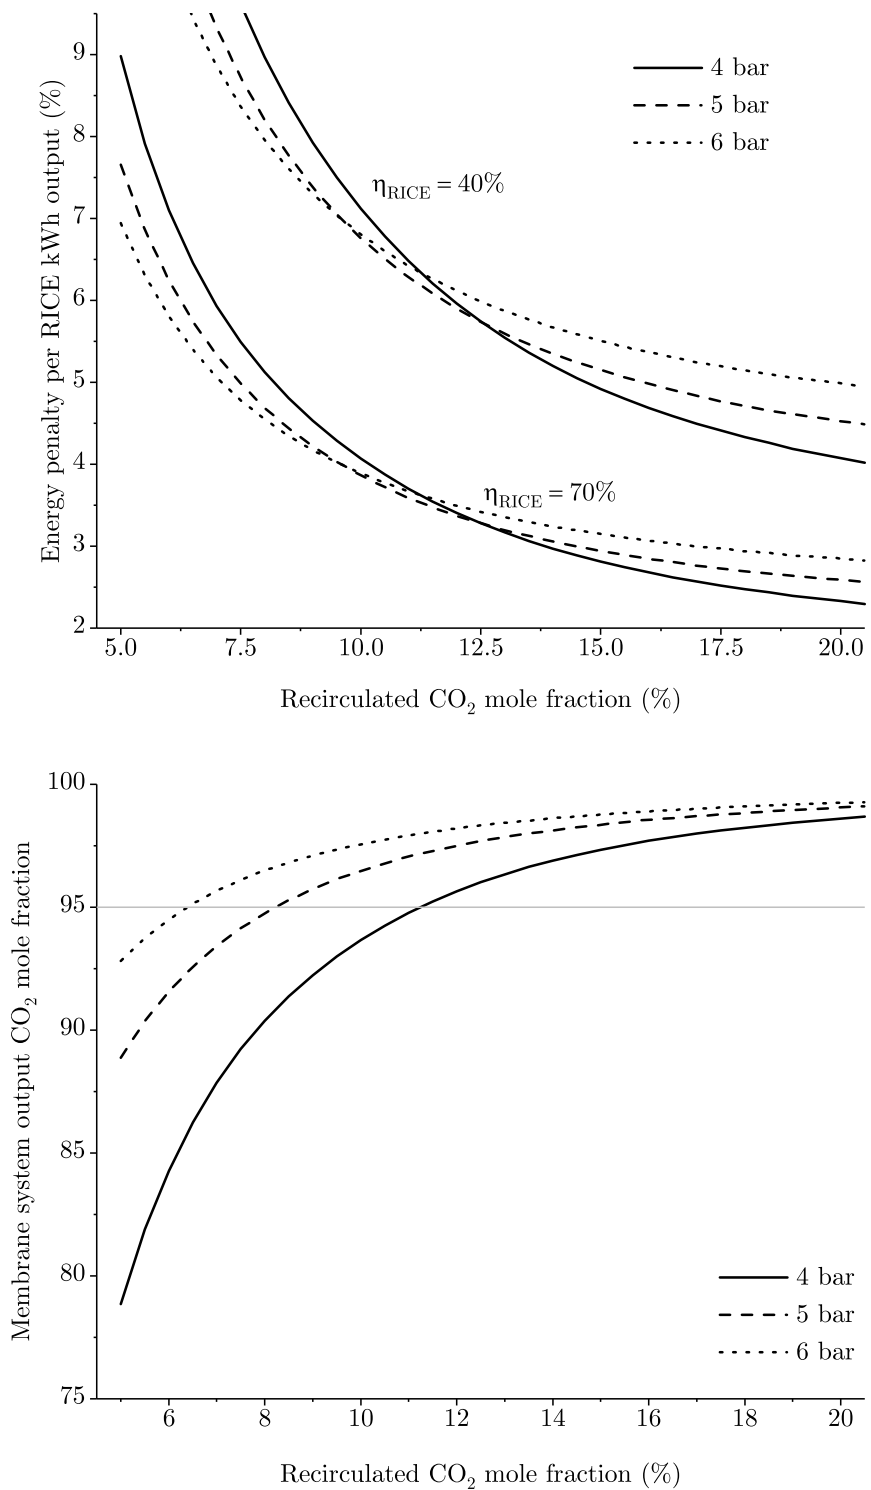 Energy penalty per RICE kWh output (%)
9
8
7
6
5
4
3
2
4 bar
5 bar
6 bar
η_RICE = 40%
η_RICE = 70%
5.0 7.5 10.0 12.5 15.0 17.5 20.0
Recirculated CO₂ mole fraction (%)
Membrane system output CO₂ mole fraction
100
95
90
85
80
75
4 bar
5 bar
6 bar
6 8 10 12 14 16 18 20
Recirculated CO₂ mole fraction (%)